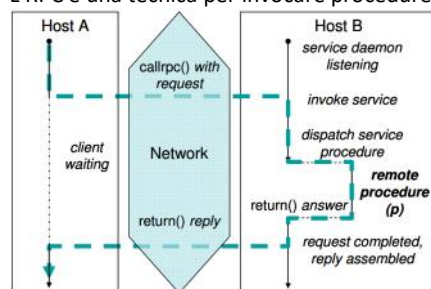 L'RPC è una tecnica per invocare procedure
Host A
Host B
callrpc() with
request
service daemon
listening
invoke service
client
waiting
Network
dispatch service
procedure
remote
procedure
(p)
return() answer
return() reply
request completed,
reply assembled